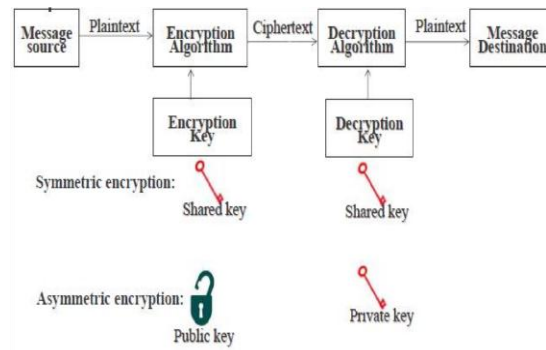 Message source
Plaintext
Encryption Algorithm
Ciphertext
Decryption Algorithm
Plaintext
Message Destination
Encryption Key
Decryption Key
Symmetric encryption:
Shared key
Shared key
Asymmetric encryption:
Public key
Private key